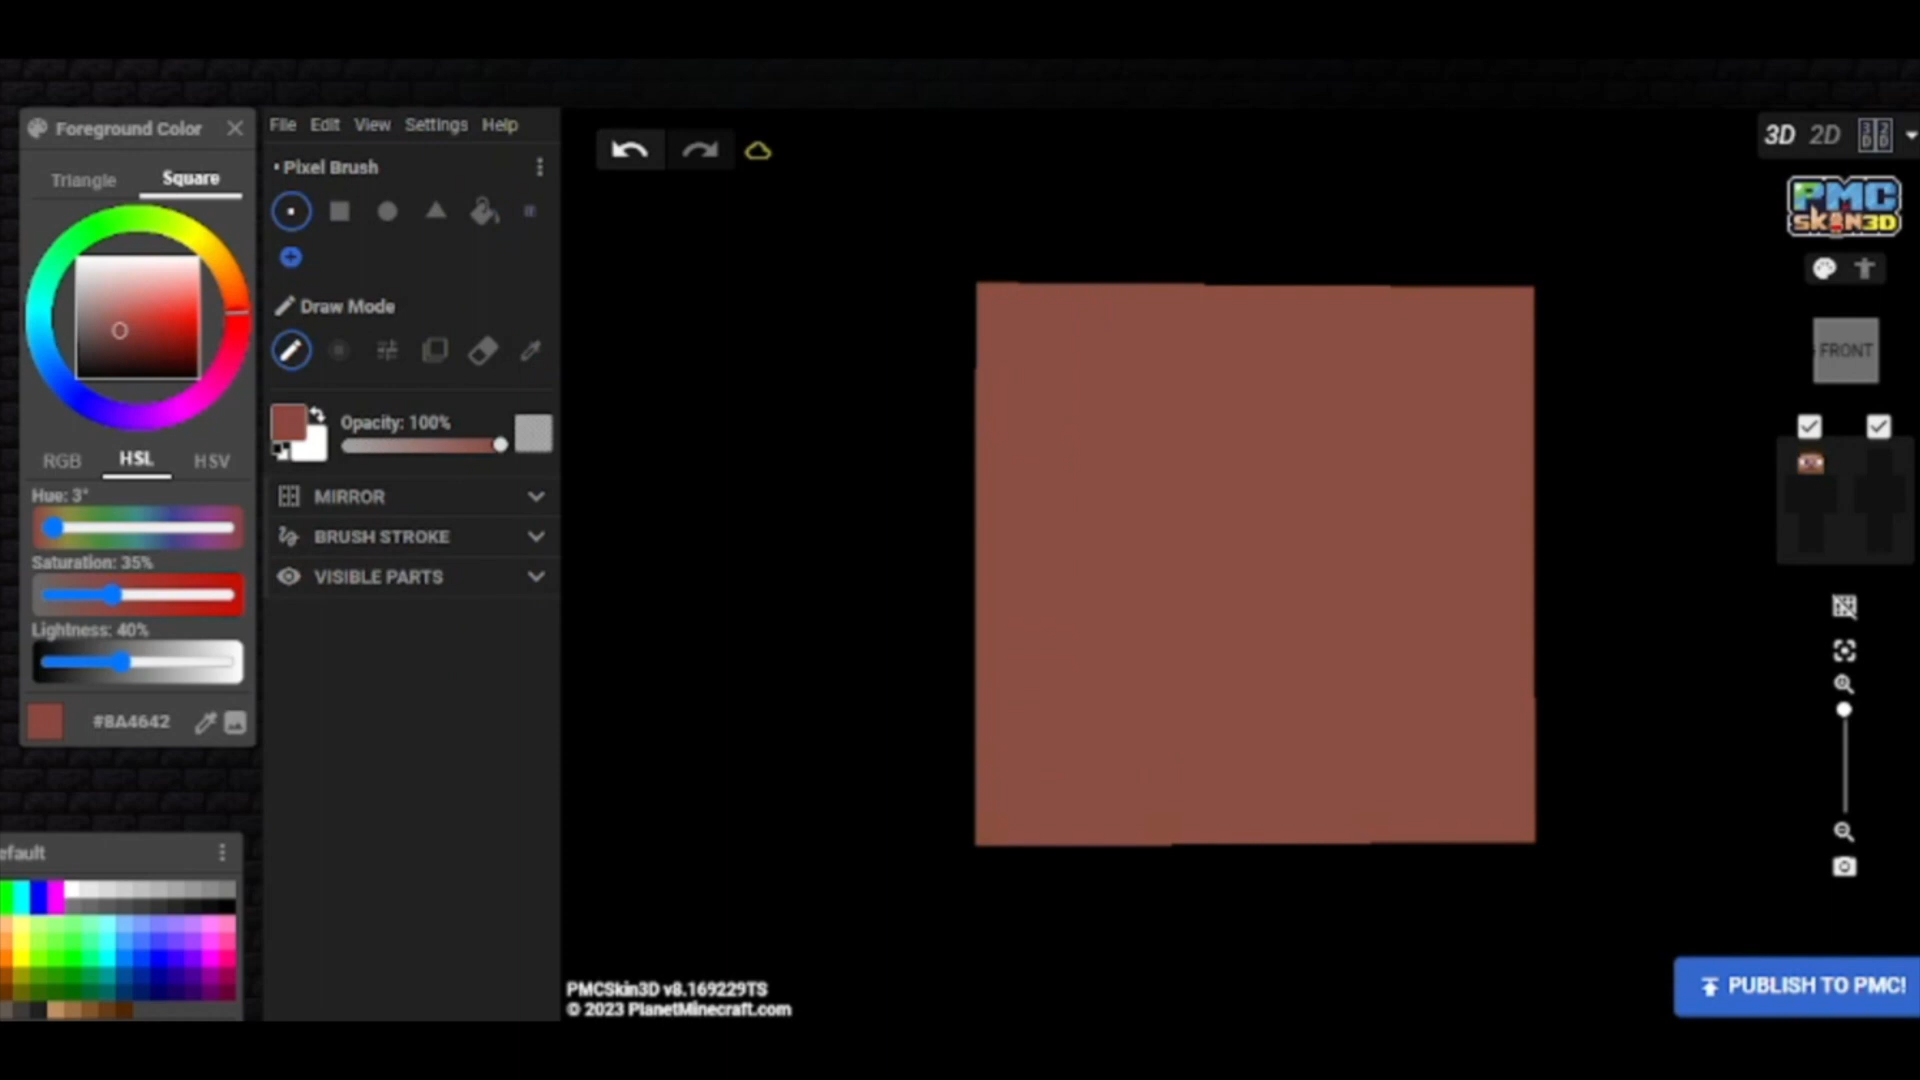 Foreground Color
Triangle
Square
RGB
HSL
HSV
Hue: 3°
Saturation: 35%
Lightness: 40%
#8A4642
efault
File Edit View Settings Help
Pixel Brush
Draw Mode
Opacity: 100%
MIRROR
BRUSH STROKE
VISIBLE PARTS
PMCSkin3D v8.169229TS
© 2023 PlanetMinecraft.com
3D 2D
PMC
SKIN3D
FRONT
PUBLISH TO PMC!